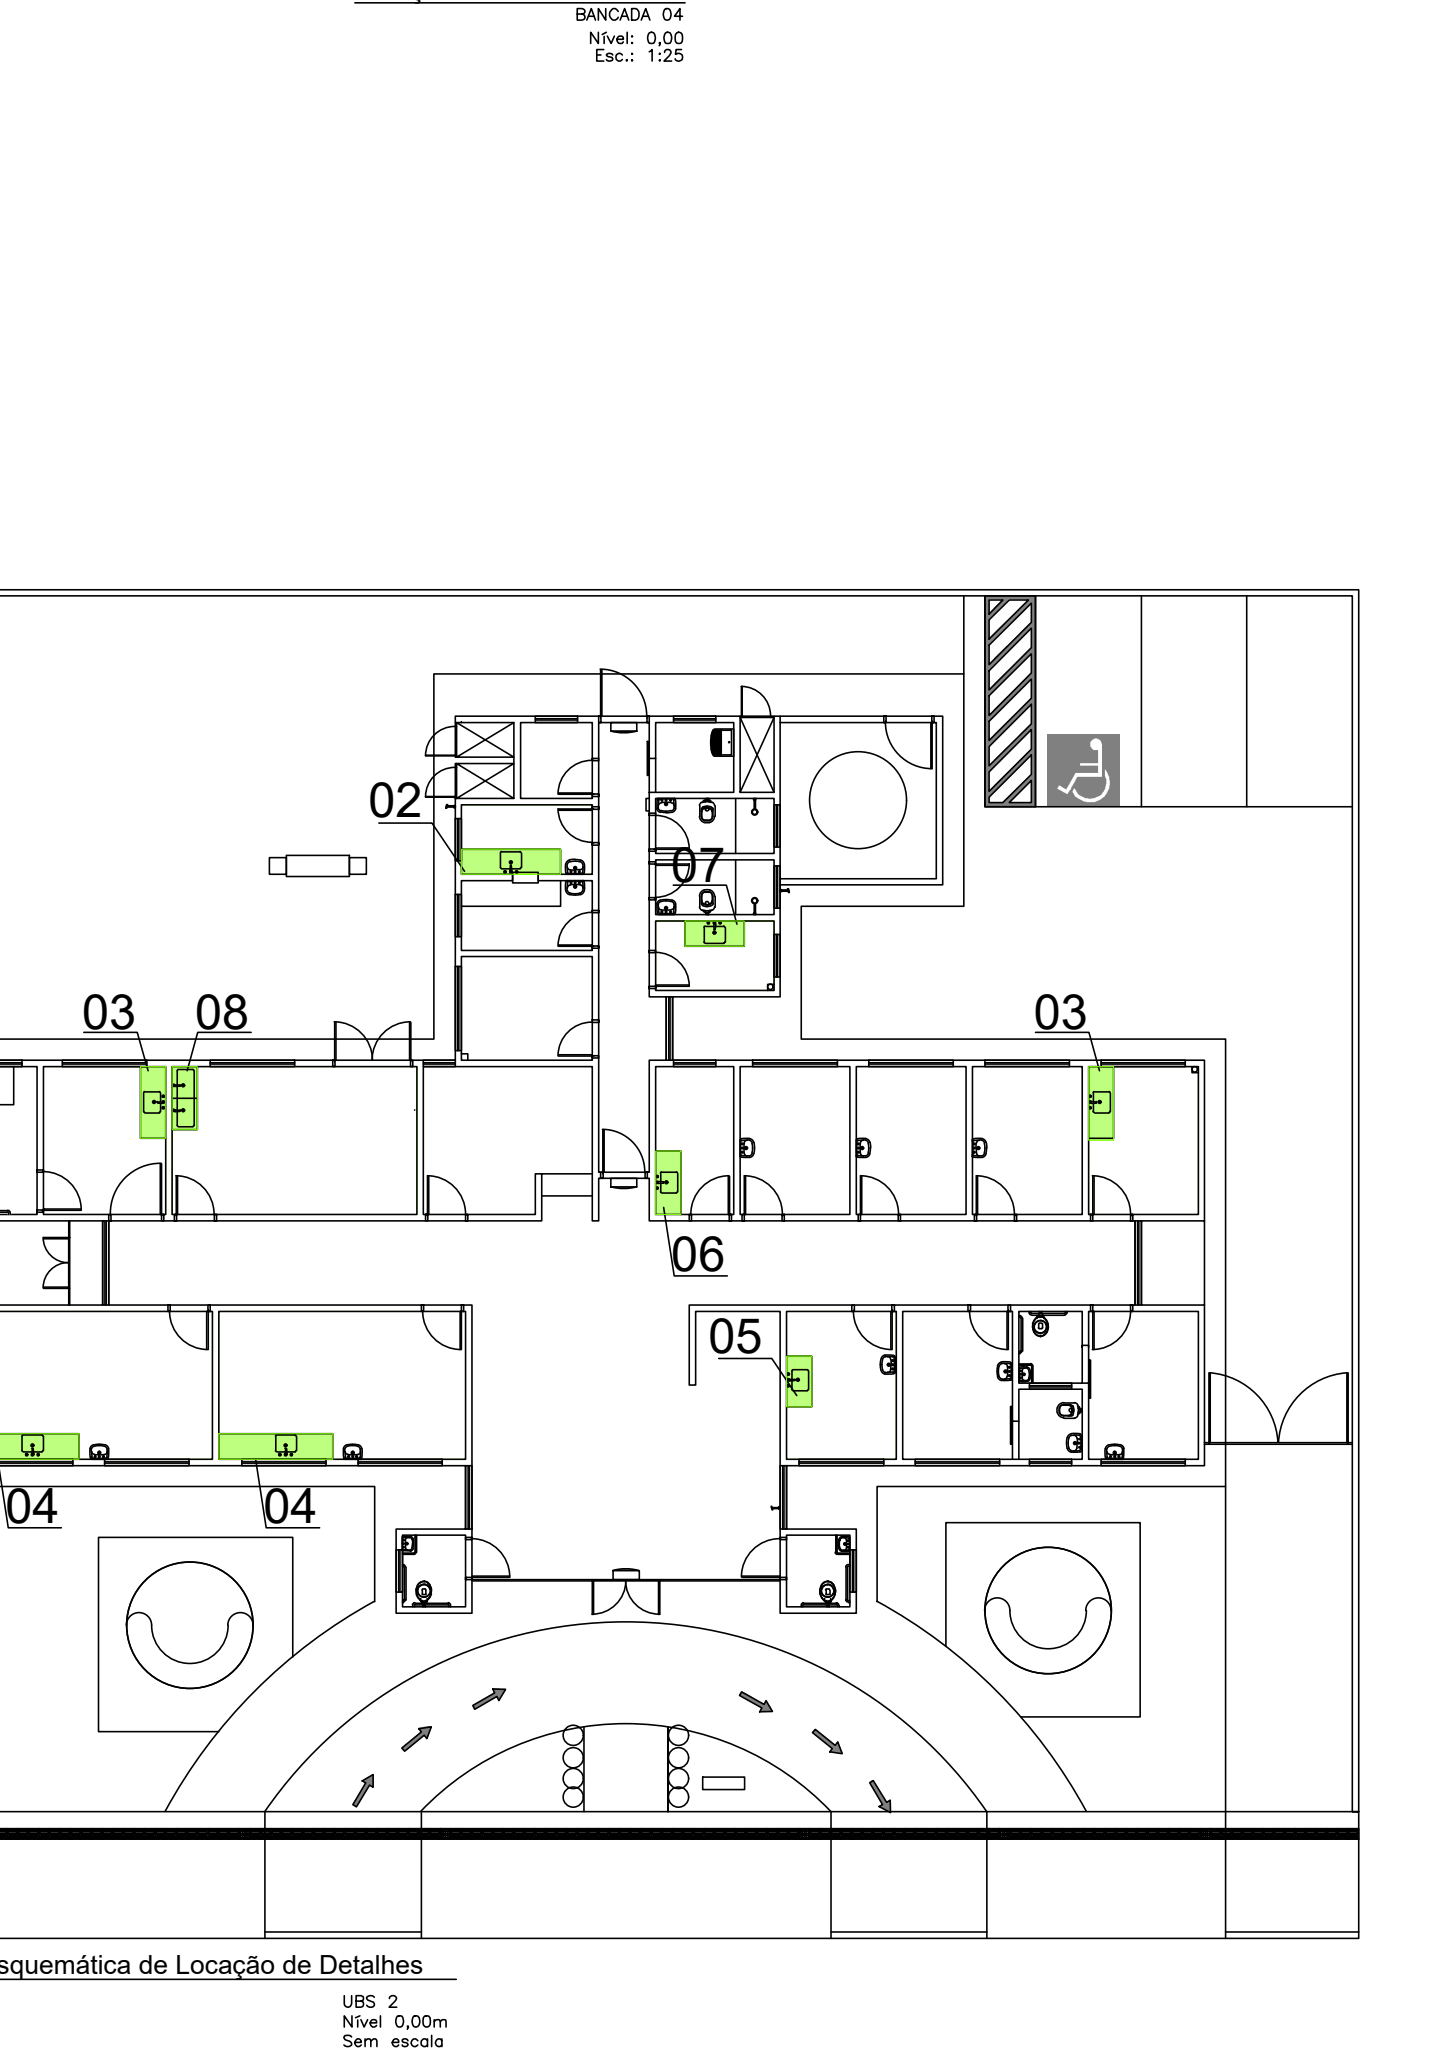 BANCADA 04
Nível: 0,00
Esc.: 1:25
02
07
03
08
03
06
05
04
04
squemática de Locação de Detalhes
UBS 2
Nível 0,00m
Sem escala